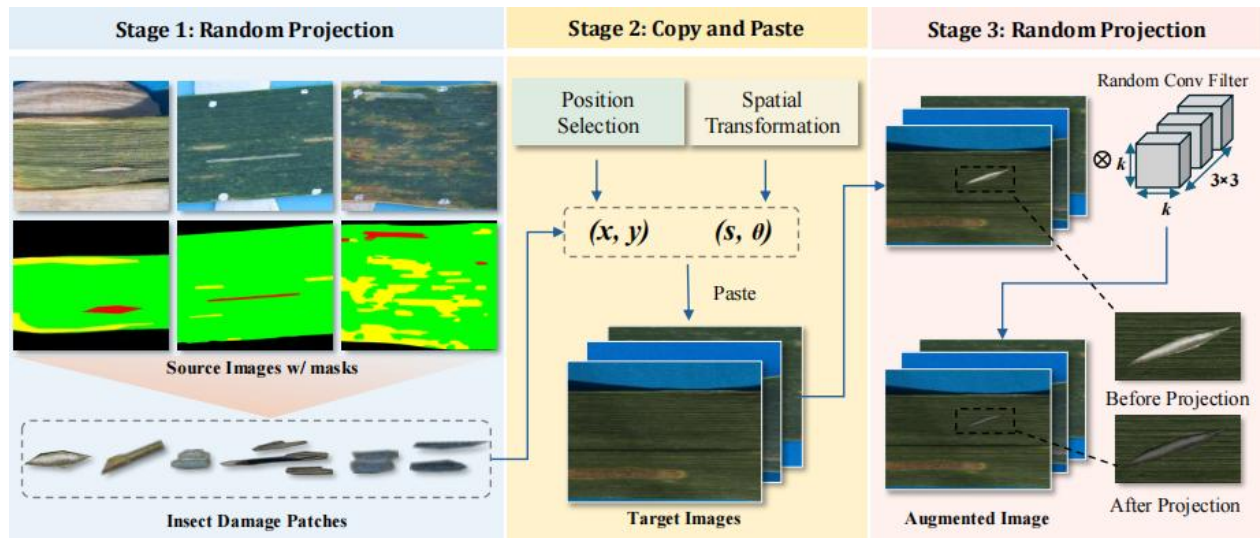 Stage 1: Random Projection
Stage 2: Copy and Paste
Stage 3: Random Projection
Source Images w/ masks
Insect Damage Patches
Position
Selection
Spatial
Transformation
(x, y)
(s, θ)
Paste
Target Images
Random Conv Filter
⊗
k
k
3×3
Before Projection
After Projection
Augmented Image